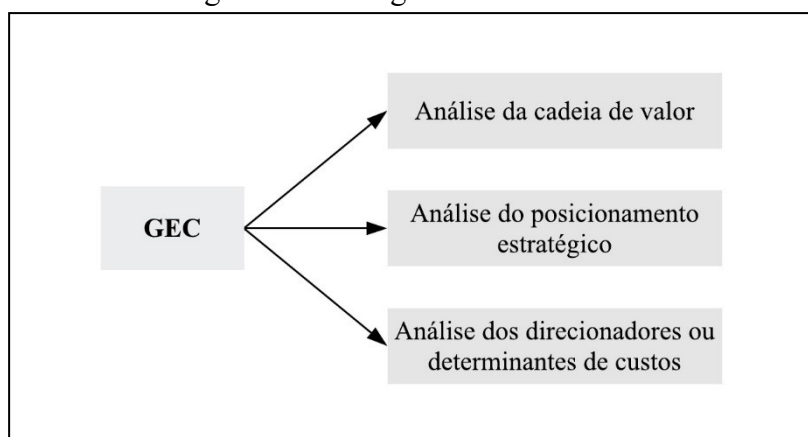 Análise da cadeia de valor
GEC
Análise do posicionamento
estratégico
Análise dos direcionadores ou
determinantes de custos